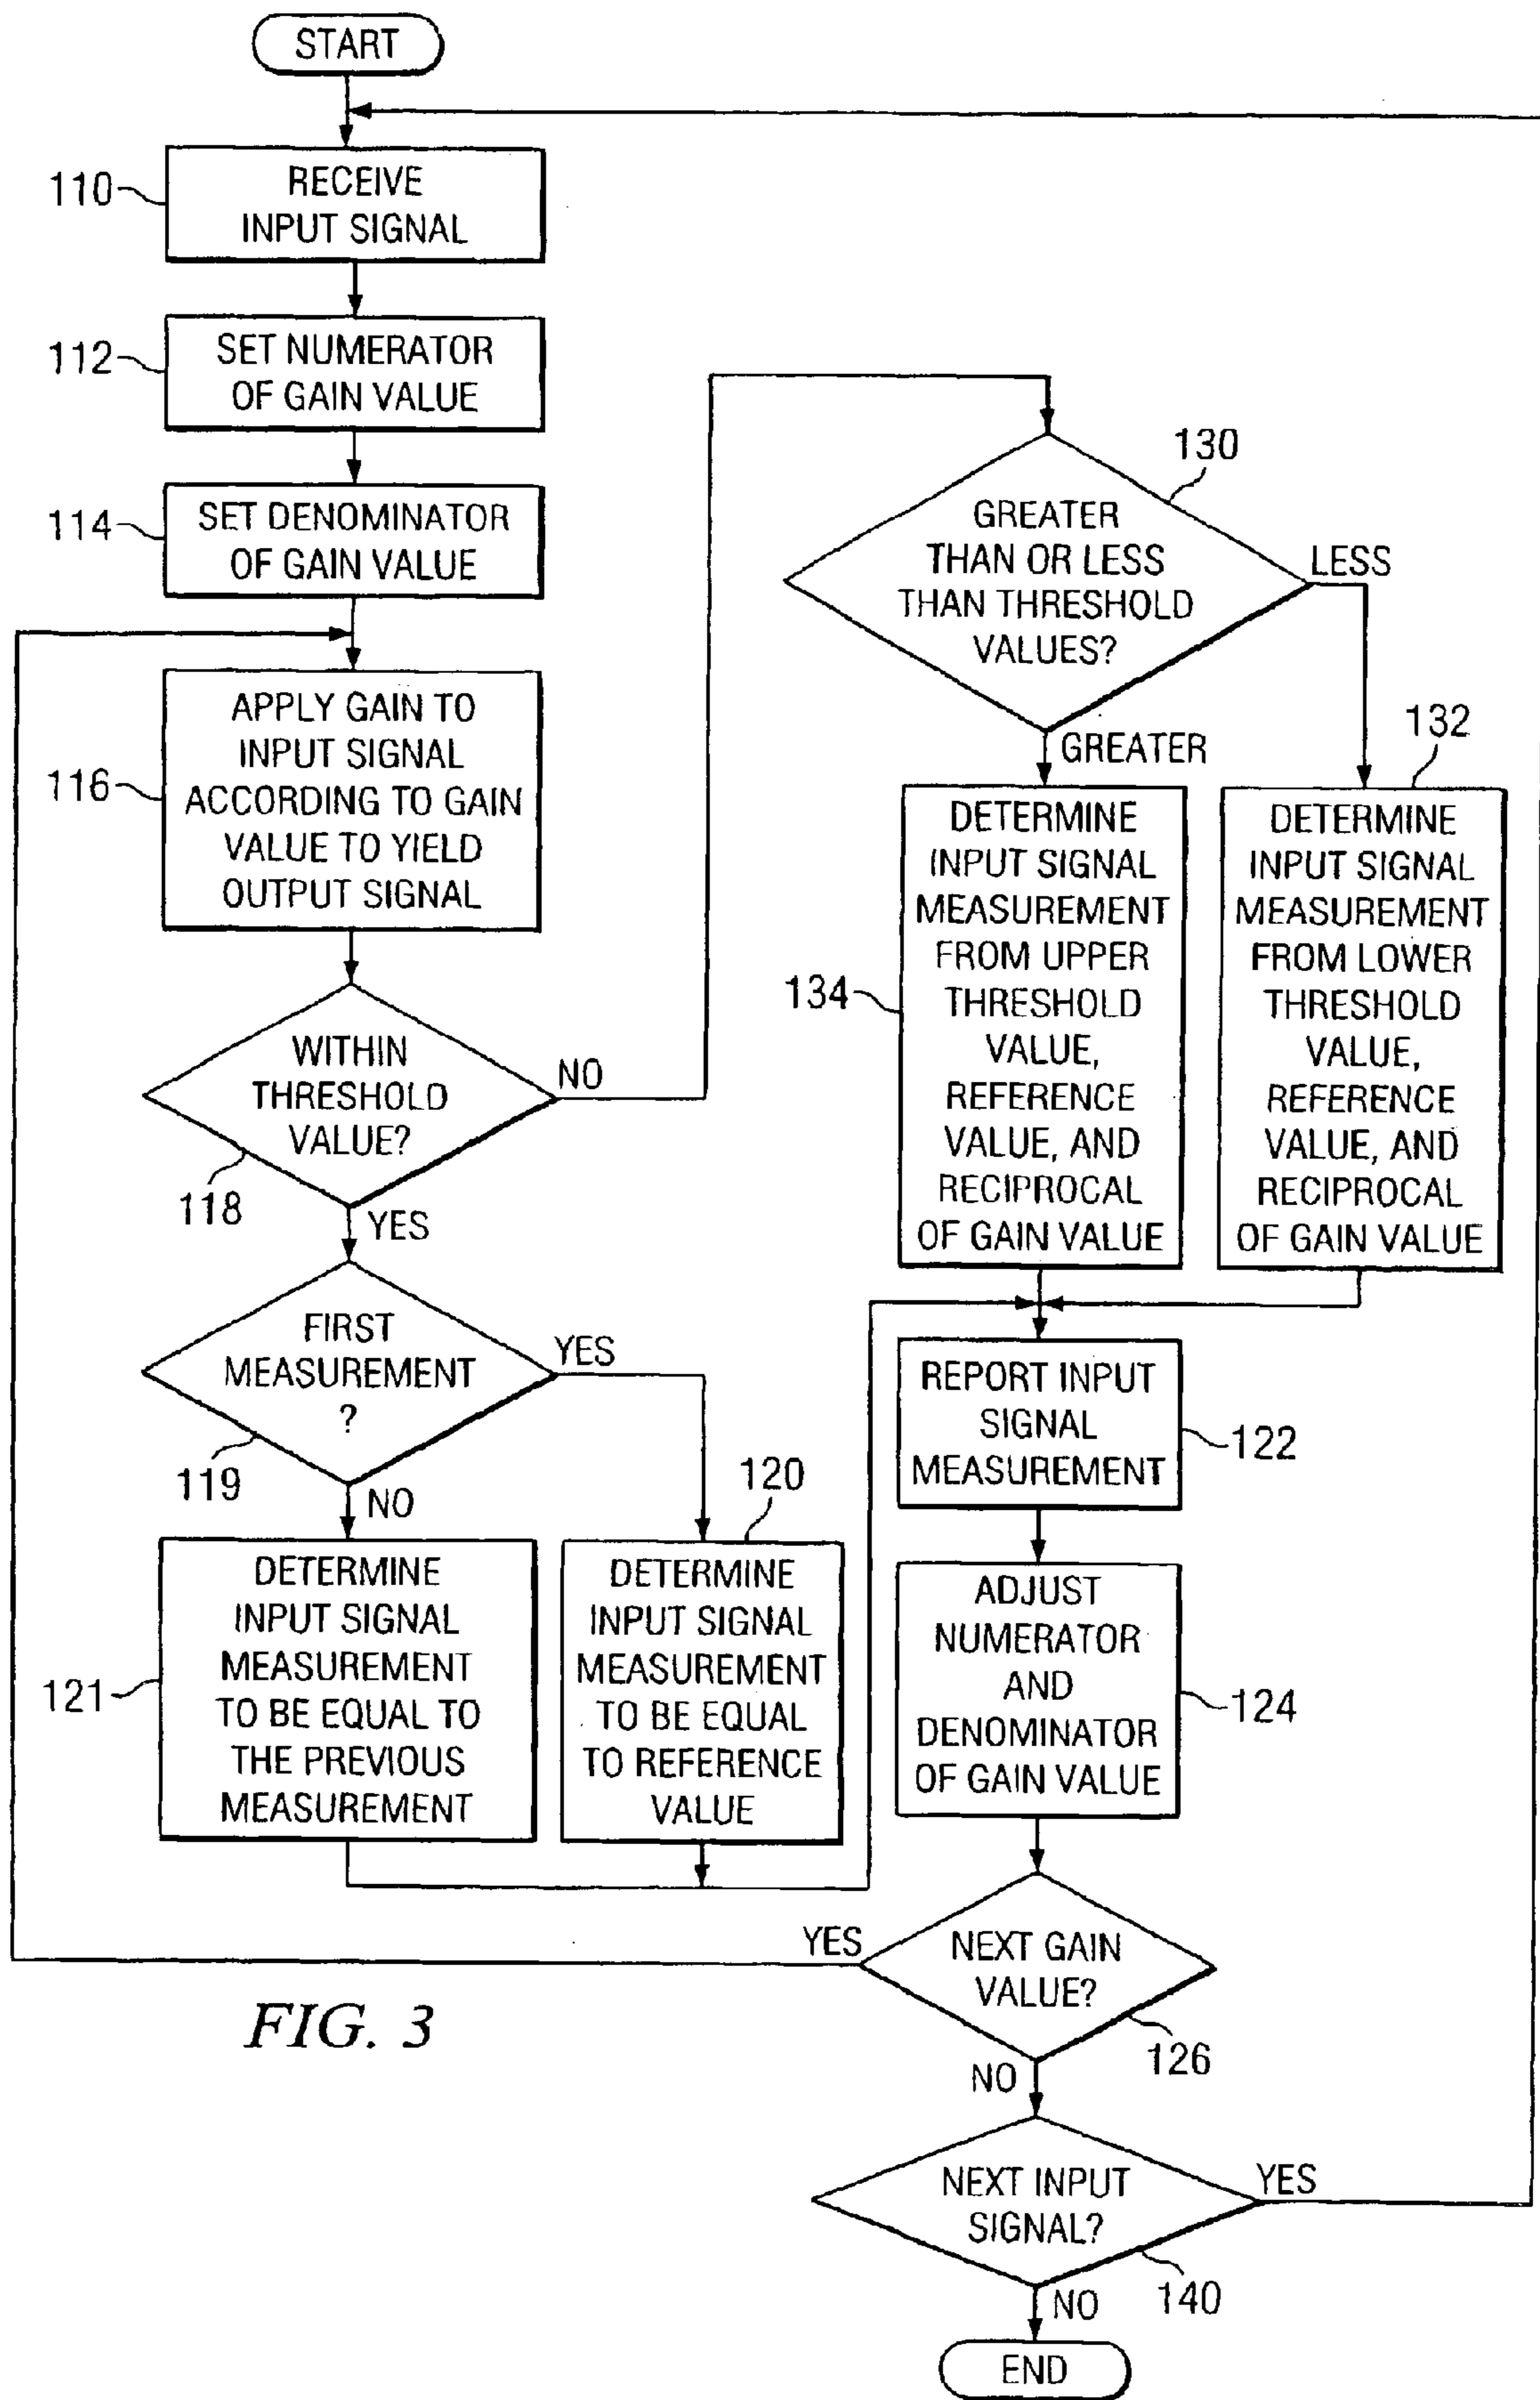 START
110
RECEIVE
INPUT SIGNAL
112
SET NUMERATOR
OF GAIN VALUE
114
SET DENOMINATOR
OF GAIN VALUE
116
APPLY GAIN TO
INPUT SIGNAL
ACCORDING TO GAIN
VALUE TO YIELD
OUTPUT SIGNAL
WITHIN
THRESHOLD
VALUE?
118
NO
YES
FIRST
MEASUREMENT
?
119
YES
NO
121
DETERMINE
INPUT SIGNAL
MEASUREMENT
TO BE EQUAL TO
THE PREVIOUS
MEASUREMENT
120
DETERMINE
INPUT SIGNAL
MEASUREMENT
TO BE EQUAL
TO REFERENCE
VALUE
130
GREATER
THAN OR LESS
THAN THRESHOLD
VALUES?
LESS
GREATER
134
DETERMINE
INPUT SIGNAL
MEASUREMENT
FROM UPPER
THRESHOLD
VALUE,
REFERENCE
VALUE, AND
RECIPROCAL
OF GAIN VALUE
132
DETERMINE
INPUT SIGNAL
MEASUREMENT
FROM LOWER
THRESHOLD
VALUE,
REFERENCE
VALUE, AND
RECIPROCAL
OF GAIN VALUE
REPORT INPUT
SIGNAL
MEASUREMENT
122
ADJUST
NUMERATOR
AND
DENOMINATOR
OF GAIN VALUE
124
YES
NEXT GAIN
VALUE?
126
NO
NEXT INPUT
SIGNAL?
YES
140
NO
END
FIG. 3